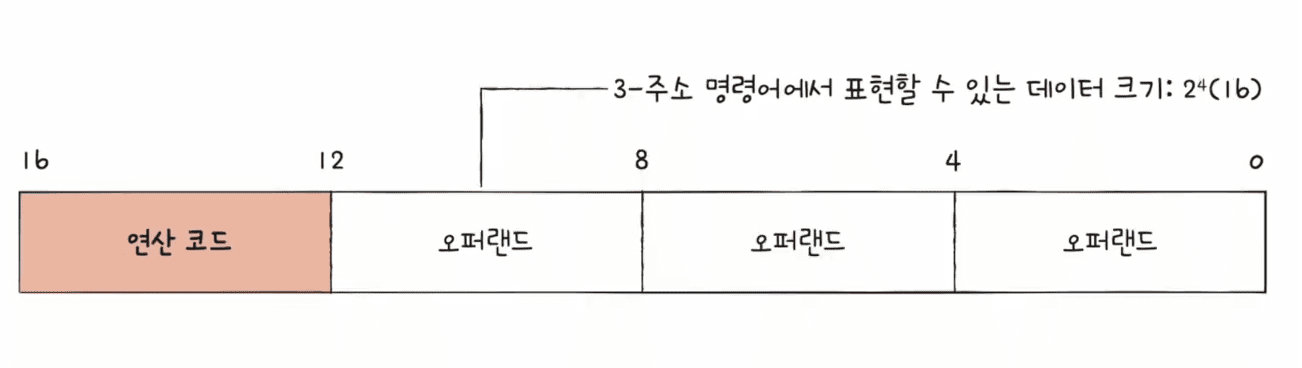 3-주소 명령어에서 표현할 수 있는 데이터 크기: 2⁴(16)
16 12 8 4 0
연산 코드 오퍼랜드 오퍼랜드 오퍼랜드